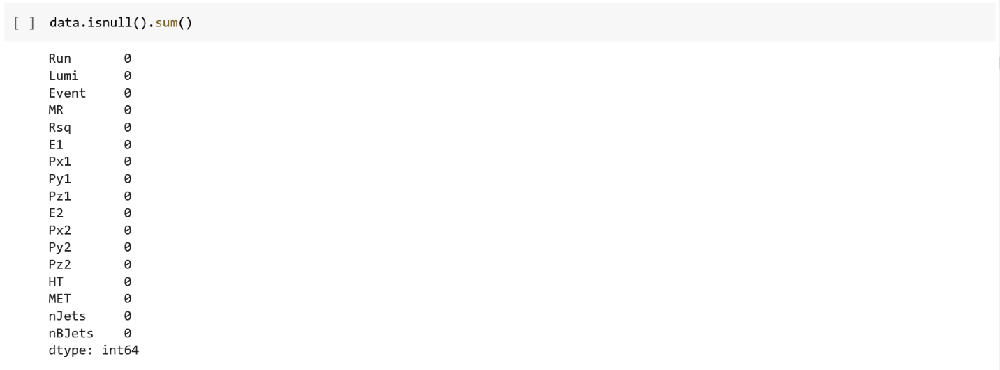 [ ] data.isnull().sum()
Run 0
Lumi 0
Event 0
MR 0
Rsq 0
E1 0
Px1 0
Py1 0
Pz1 0
E2 0
Px2 0
Py2 0
Pz2 0
HT 0
MET 0
nJets 0
nBJets 0
dtype: int64